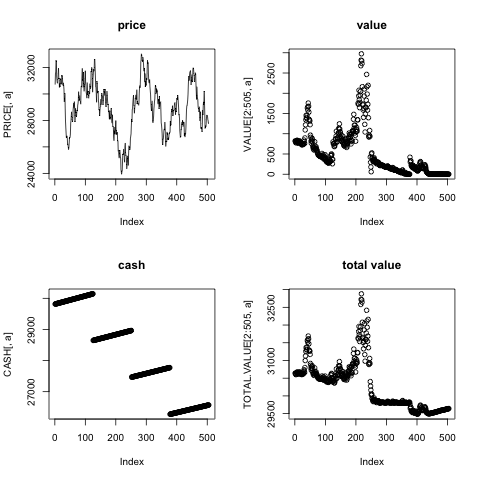 price
PRICE[, a]
24000 28000 32000
0 100 200 300 400 500
Index
value
VALUE[2:505, a]
0 500 1500 2500
0 100 200 300 400 500
Index
cash
CASH[, a]
27000 29000
0 100 200 300 400 500
Index
total value
TOTAL.VALUE[2:505, a]
29500 31000 32500
0 100 200 300 400 500
Index